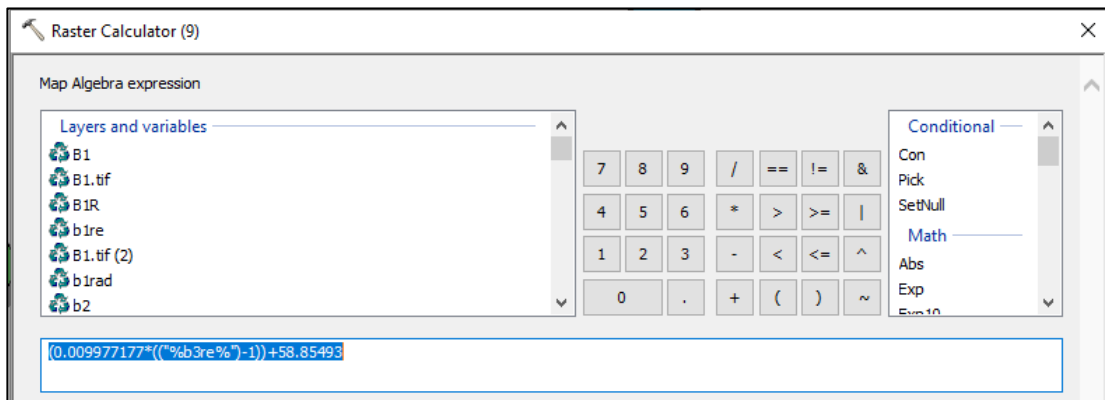 Raster Calculator (9)
Map Algebra expression
Layers and variables
B1
B1.tif
B1R
b1re
B1.tif (2)
b1rad
b2
7 8 9 / == != &
4 5 6 * > >= |
1 2 3 - < <= ^
0 . + ( ) ~
Conditional
Con
Pick
SetNull
Math
Abs
Exp
Exp10
(0.009977177*(("%b3re%")-1))+58.85493